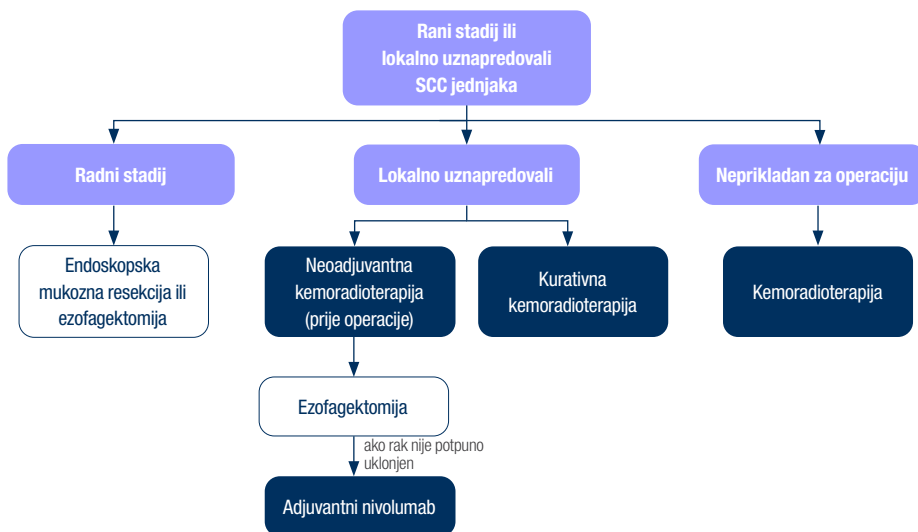 Rani stadij ili
lokalno uznapredovali
SCC jednjaka
Radni stadij
Lokalno uznapredovali
Neprikladan za operaciju
Endoskopska
mukozna resekcija ili
ezofagektomija
Neoadjuvantna
kemoradioterapija
(prije operacije)
Kurativna
kemoradioterapija
Kemoradioterapija
Ezofagektomija
ako rak nije potpuno
uklonjen
Adjuvantni nivolumab